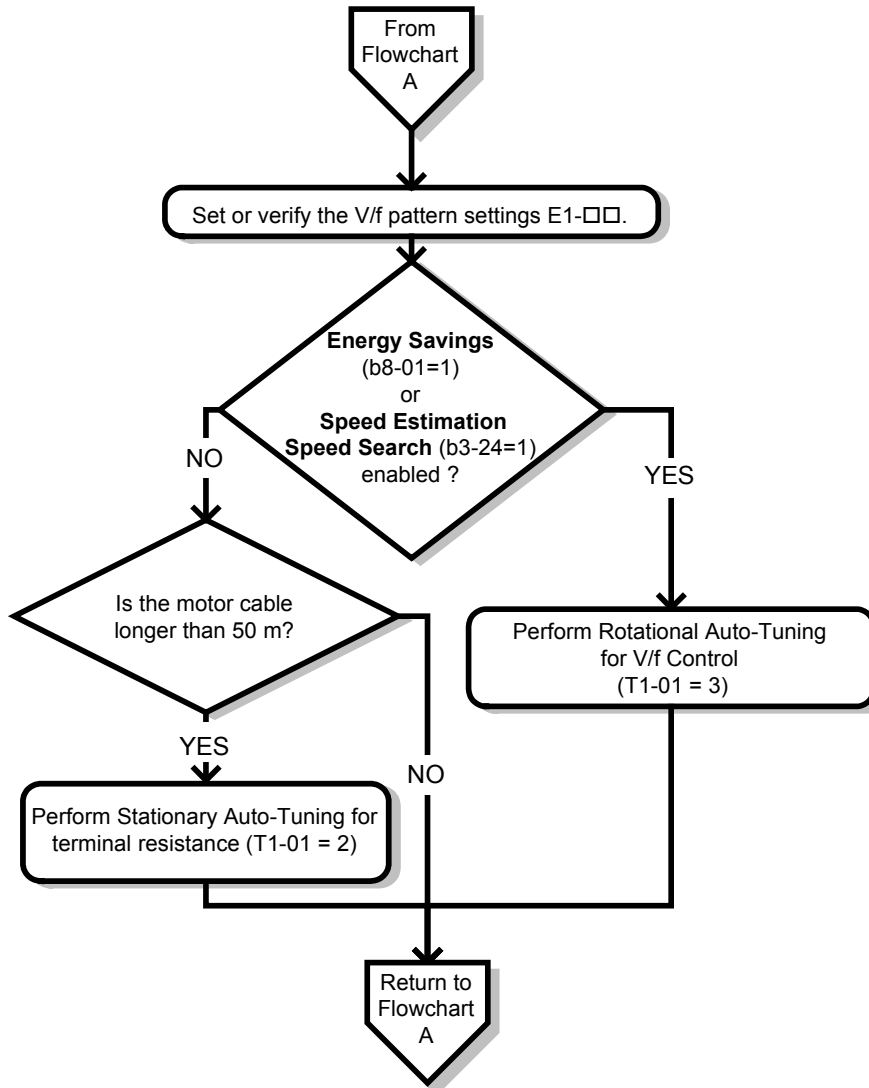 From
Flowchart
A
Set or verify the V/f pattern settings E1-□□.
Energy Savings
(b8-01=1)
or
Speed Estimation
Speed Search (b3-24=1)
enabled ?
NO
YES
Is the motor cable
longer than 50 m?
Perform Rotational Auto-Tuning
for V/f Control
(T1-01 = 3)
YES
NO
Perform Stationary Auto-Tuning for
terminal resistance (T1-01 = 2)
Return to
Flowchart
A